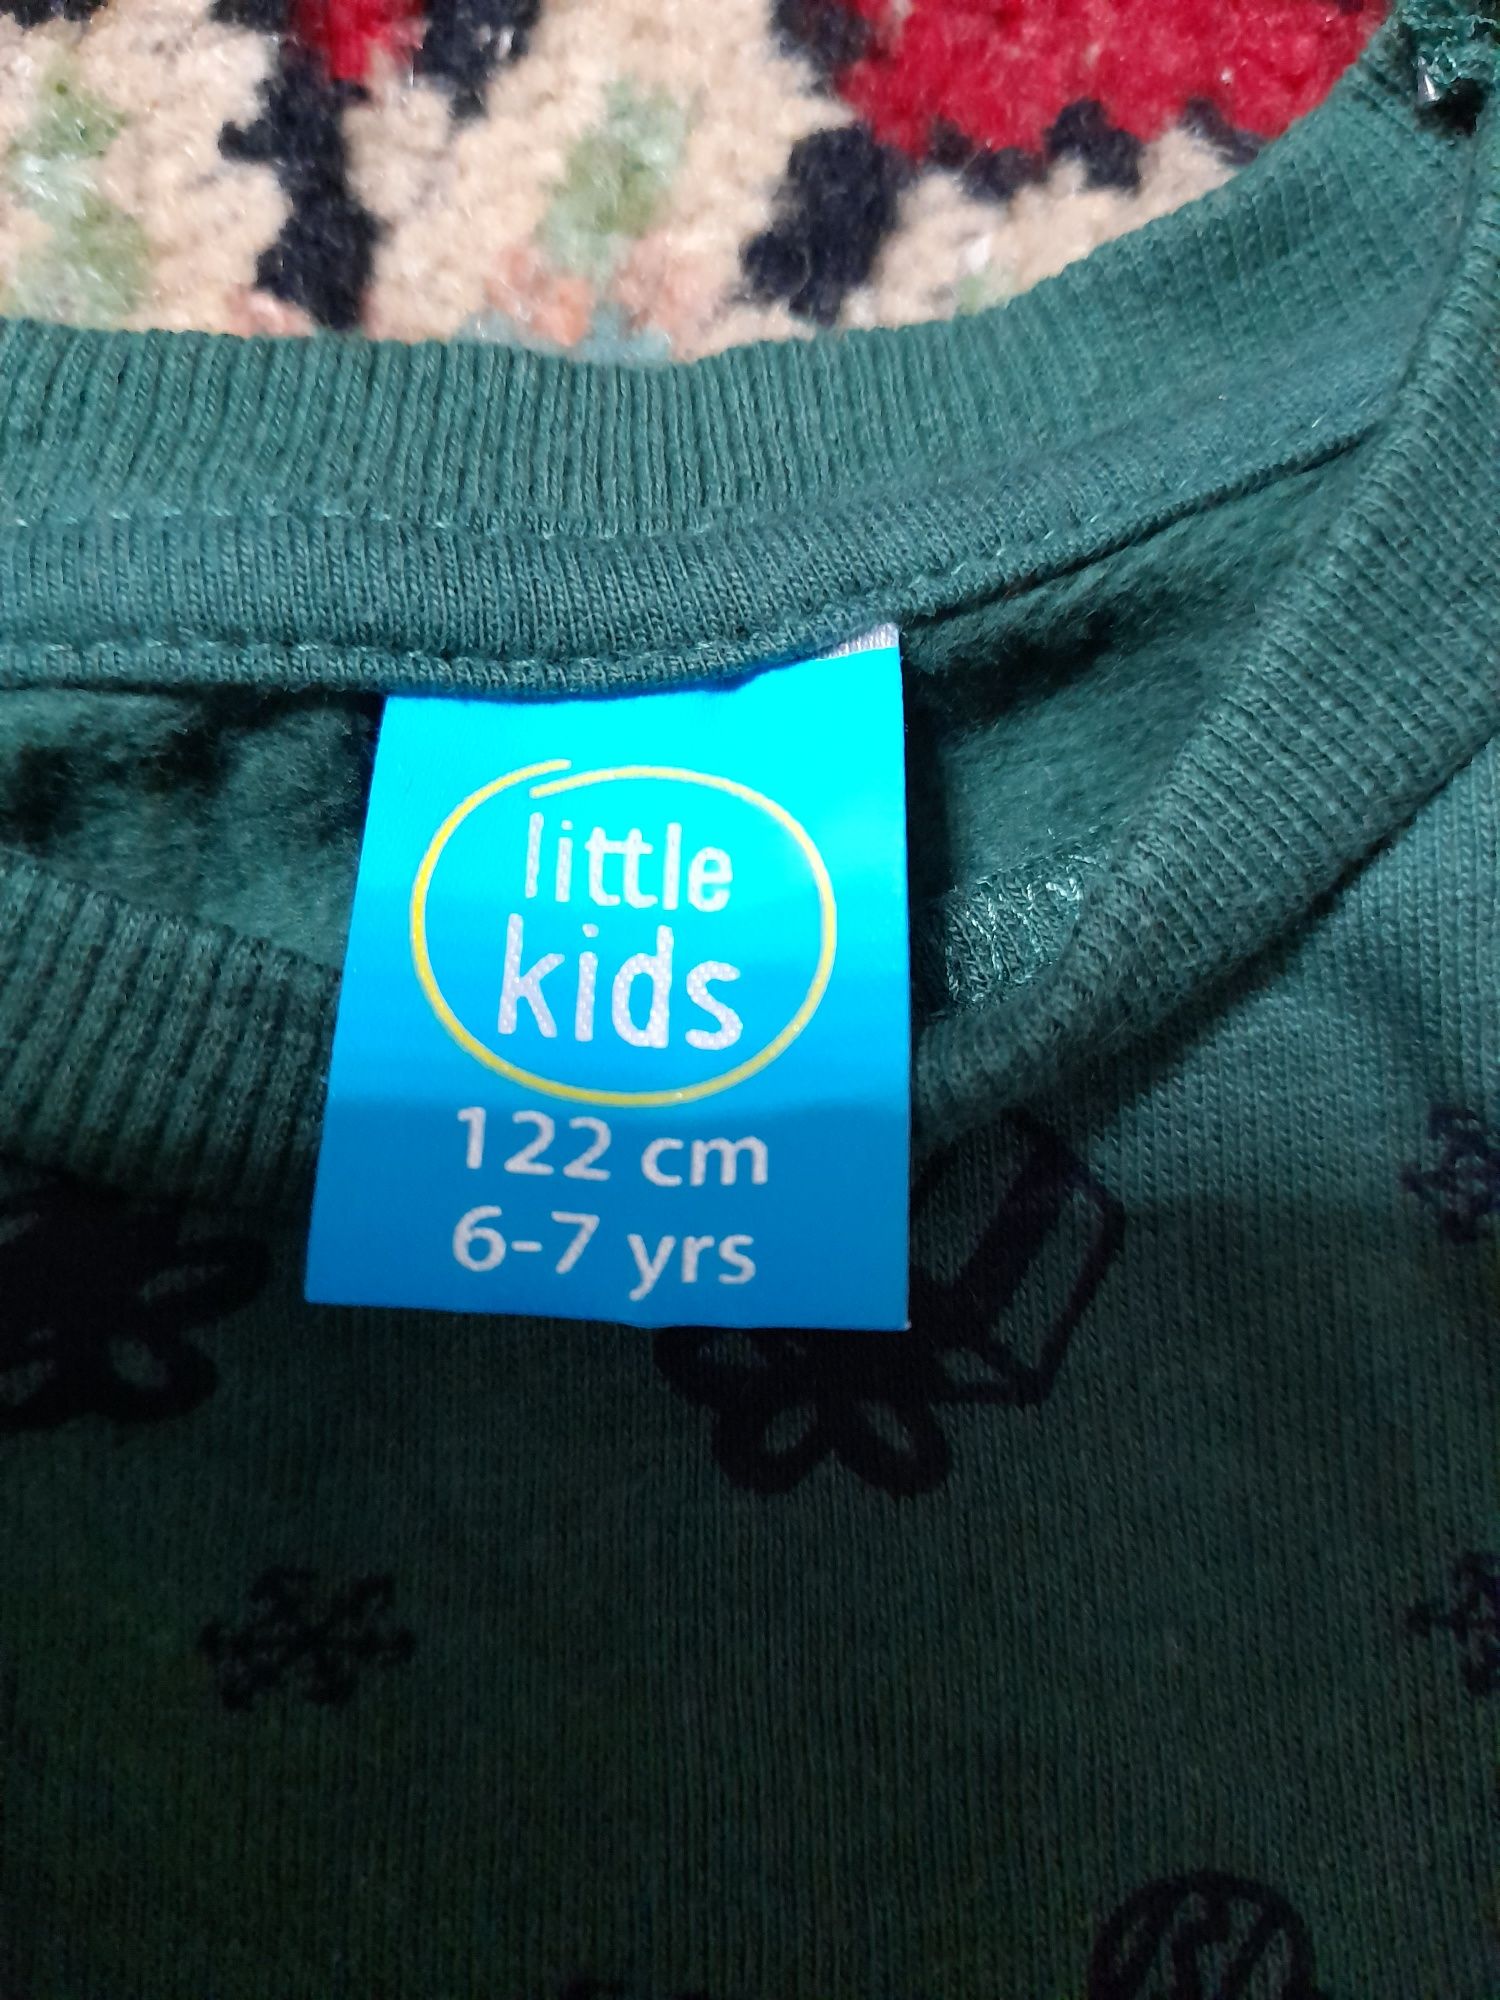 little
kids
122 cm
6-7 yrs